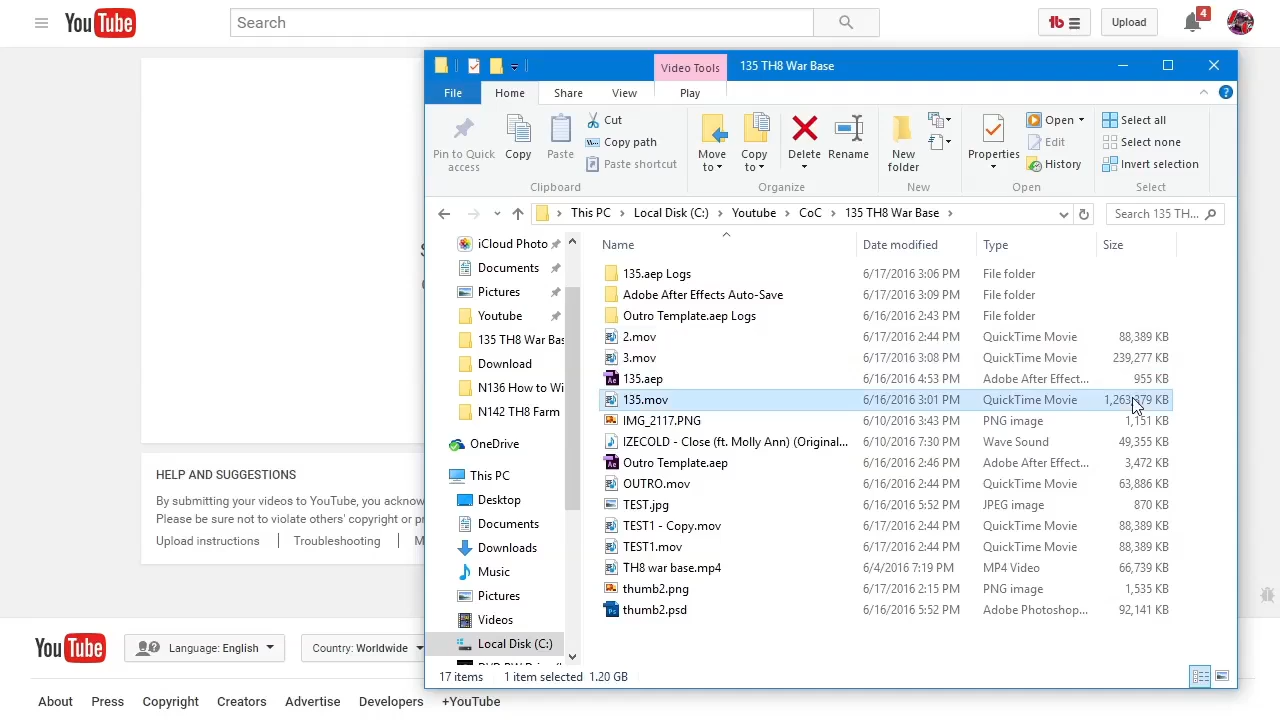 YouTube
Search
Upload
4
Video Tools
135 TH8 War Base
File
Home
Share
View
Play
Pin to Quick access
Copy
Paste
Cut
Copy path
Paste shortcut
Clipboard
Move to
Copy to
Delete
Rename
Organize
New folder
New
Properties
Open
Edit
History
Open
Select all
Select none
Invert selection
Select
This PC > Local Disk (C:) > Youtube > CoC > 135 TH8 War Base >
Search 135 TH...
iCloud Photo
Documents
Pictures
Youtube
135 TH8 War Bas
Download
N136 How to Wi
N142 TH8 Farm
OneDrive
This PC
Desktop
Documents
Downloads
Music
Pictures
Videos
Local Disk (C:)
Name Date modified Type Size
135.aep Logs 6/17/2016 3:06 PM File folder
Adobe After Effects Auto-Save 6/17/2016 3:09 PM File folder
Outro Template.aep Logs 6/16/2016 2:43 PM File folder
2.mov 6/17/2016 2:44 PM QuickTime Movie 88,389 KB
3.mov 6/17/2016 3:08 PM QuickTime Movie 239,277 KB
135.aep 6/16/2016 4:53 PM Adobe After Effect... 955 KB
135.mov 6/16/2016 3:01 PM QuickTime Movie
IMG_2117.PNG 6/10/2016 3:43 PM PNG image 1,151 KB
IZECOLD - Close (ft. Molly Ann) (Original... 6/10/2016 7:30 PM Wave Sound 49,355 KB
Outro Template.aep 6/16/2016 2:46 PM Adobe After Effect... 3,472 KB
OUTRO.mov 6/16/2016 2:44 PM QuickTime Movie 63,886 KB
TEST.jpg 6/16/2016 5:52 PM JPEG image 870 KB
TEST1 - Copy.mov 6/17/2016 2:44 PM QuickTime Movie 88,389 KB
TEST1.mov 6/17/2016 2:44 PM QuickTime Movie 88,389 KB
TH8 war base.mp4 6/4/2016 7:19 PM MP4 Video 66,739 KB
thumb2.png 6/17/2016 2:15 PM PNG image 1,535 KB
thumb2.psd 6/16/2016 5:52 PM Adobe Photoshop... 92,141 KB
17 items 1 item selected 1.20 GB
HELP AND SUGGESTIONS
By submitting your videos to YouTube, you acknow
Please be sure not to violate others' copyright or pr
Upload instructions | Troubleshooting | M
YouTube
Language: English
Country: Worldwide
About Press Copyright Creators Advertise Developers +YouTube